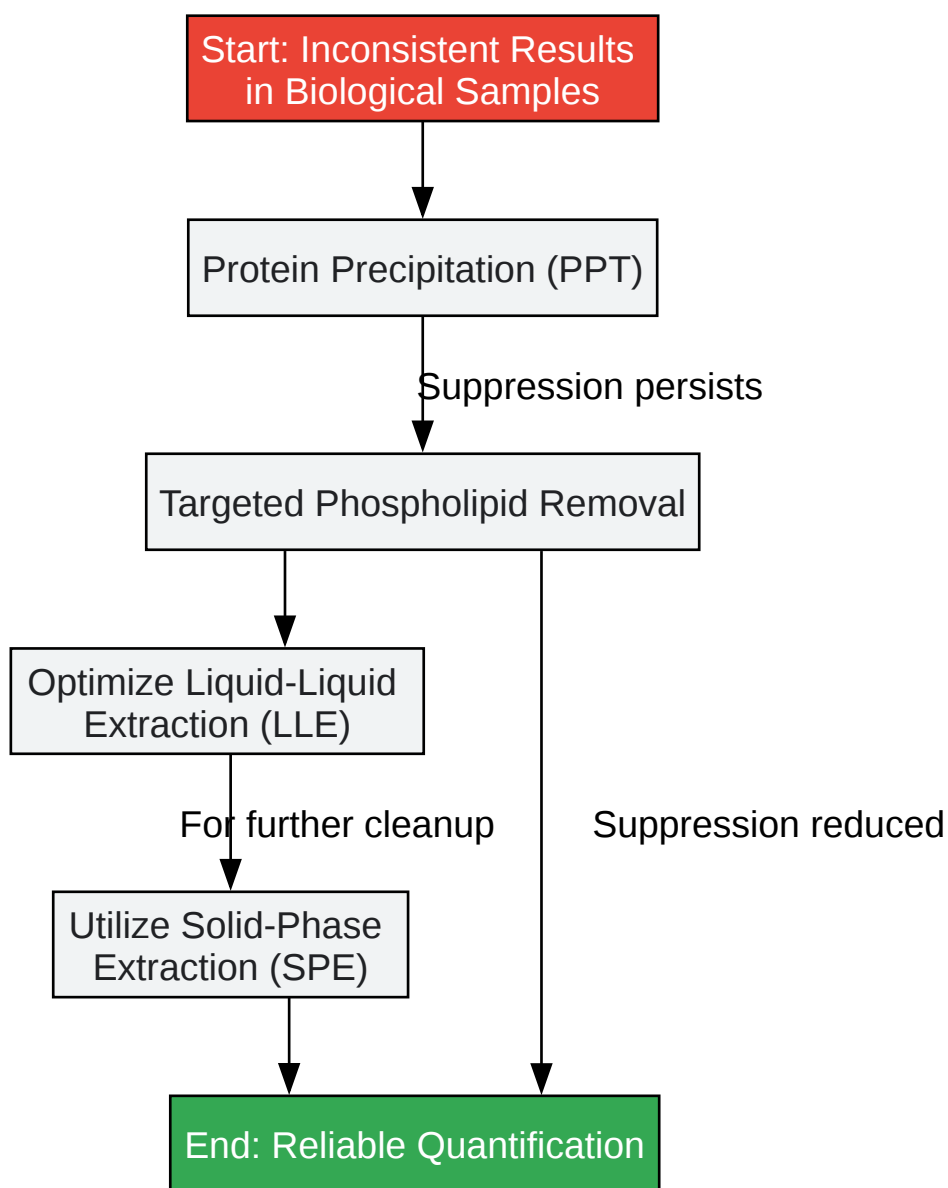 Start: Inconsistent Results
in Biological Samples
Protein Precipitation (PPT)
Suppression persists
Targeted Phospholipid Removal
Optimize Liquid-Liquid
Extraction (LLE)
For further cleanup
Suppression reduced
Utilize Solid-Phase
Extraction (SPE)
End: Reliable Quantification